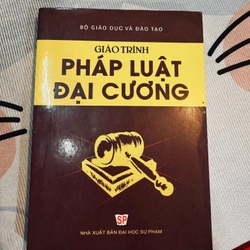 BỘ GIÁO DỤC VÀ ĐÀO TẠO
GIÁO TRÌNH
PHÁP LUẬT
ĐẠI CƯƠNG
SP
NHÀ XUẤT BẢN ĐẠI HỌC SƯ PHẠM